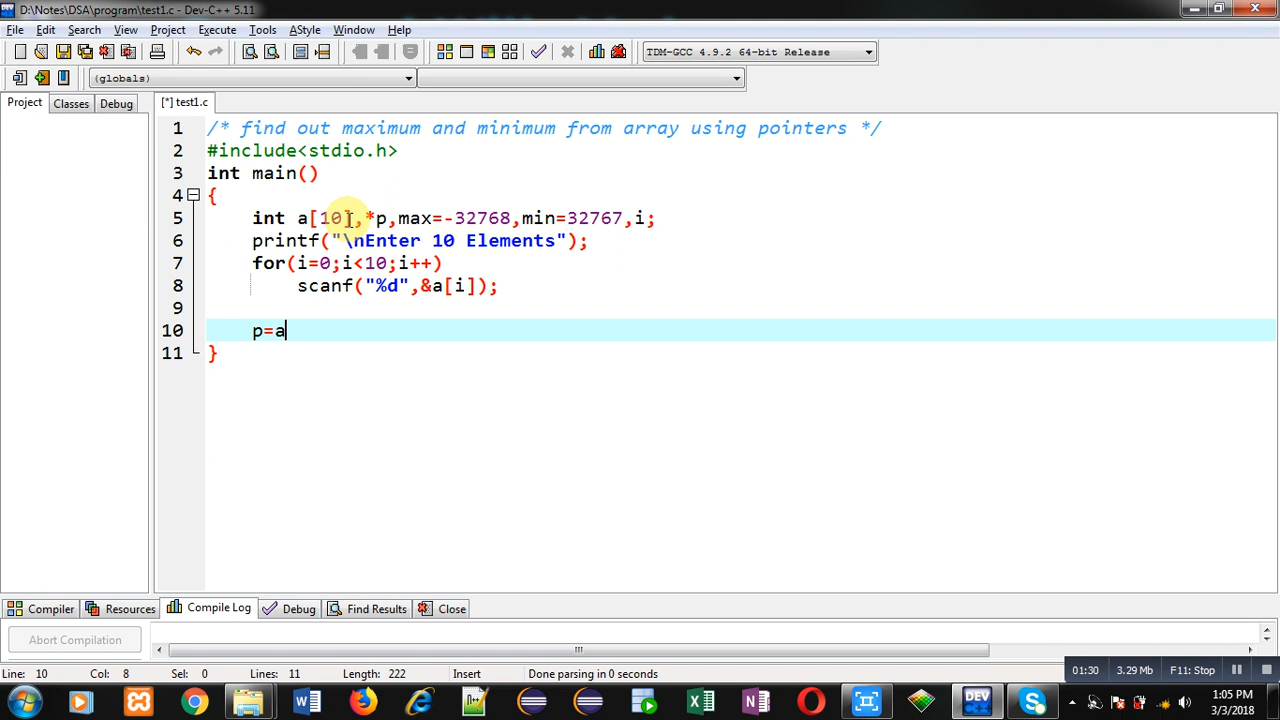 D:\Notes\DSA\program\test1.c - Dev-C++ 5.11
File Edit Search View Project Execute Tools AStyle Window Help
TDM-GCC 4.9.2 64-bit Release
(globals)
Project Classes Debug [*] test1.c
1 /* find out maximum and minimum from array using pointers */
2 #include<stdio.h>
3 int main()
4 {
5 int a[10],*p,max=-32768,min=32767,i;
6 printf("\nEnter 10 Elements");
7 for(i=0;i<10;i++)
8 scanf("%d",&a[i]);
9
10 p=a
11 }
Compiler Resources Compile Log Debug Find Results Close
Abort Compilation
Line: 10 Col: 8 Sel: 0 Lines: 11 Length: 222 Insert Done parsing in 0 seconds
01:30 3.29 Mb F11: Stop
DEV
1:05 PM
3/3/2018